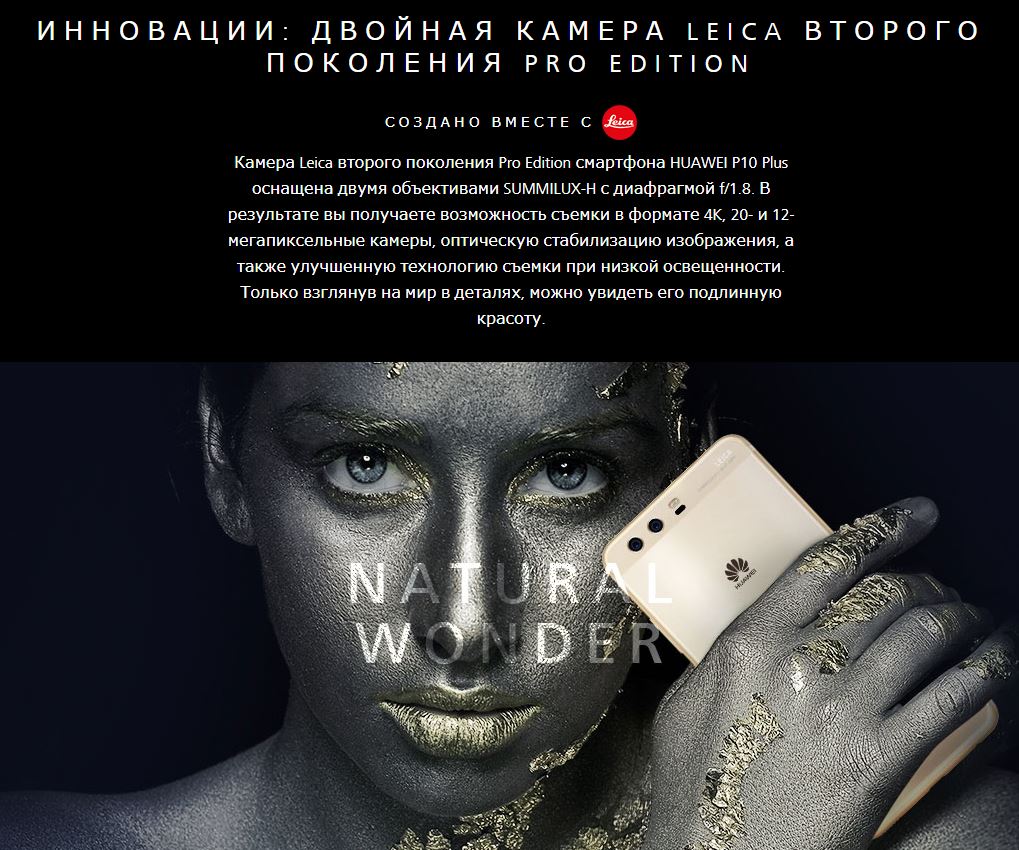 ИННОВАЦИИ: ДВОЙНАЯ КАМЕРА LEICA ВТОРОГО
ПОКОЛЕНИЯ PRO EDITION
СОЗДАНО ВМЕСТЕ С Leica
Камера Leica второго поколения Pro Edition смартфона HUAWEI P10 Plus
оснащена двумя объективами SUMMILUX-H с диафрагмой f/1.8. В
результате вы получаете возможность съемки в формате 4K, 20- и 12-
мегапиксельные камеры, оптическую стабилизацию изображения, а
также улучшенную технологию съемки при низкой освещенности.
Только взглянув на мир в деталях, можно увидеть его подлинную
красоту.
LEICA
HUAWEI
NATURAL
WONDER